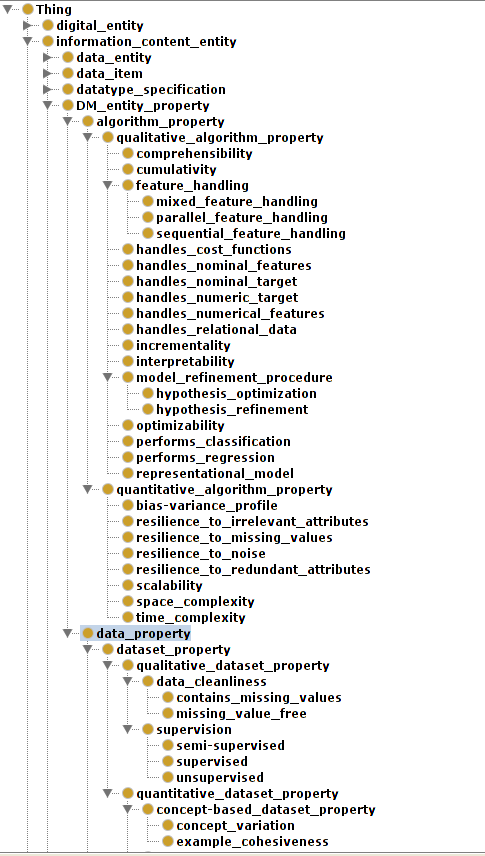 Thing
digital_entity
information_content_entity
data_entity
data_item
datatype_specification
DM_entity_property
algorithm_property
qualitative_algorithm_property
comprehensibility
cumulativity
feature_handling
mixed_feature_handling
parallel_feature_handling
sequential_feature_handling
handles_cost_functions
handles_nominal_features
handles_nominal_target
handles_numeric_target
handles_numerical_features
handles_relational_data
incrementality
interpretability
model_refinement_procedure
hypothesis_optimization
hypothesis_refinement
optimizability
performs_classification
performs_regression
representational_model
quantitative_algorithm_property
bias-variance_profile
resilience_to_irrelevant_attributes
resilience_to_missing_values
resilience_to_noise
resilience_to_redundant_attributes
scalability
space_complexity
time_complexity
data_property
dataset_property
qualitative_dataset_property
data_cleanliness
contains_missing_values
missing_value_free
supervision
semi-supervised
supervised
unsupervised
quantitative_dataset_property
concept-based_dataset_property
concept_variation
example_cohesiveness